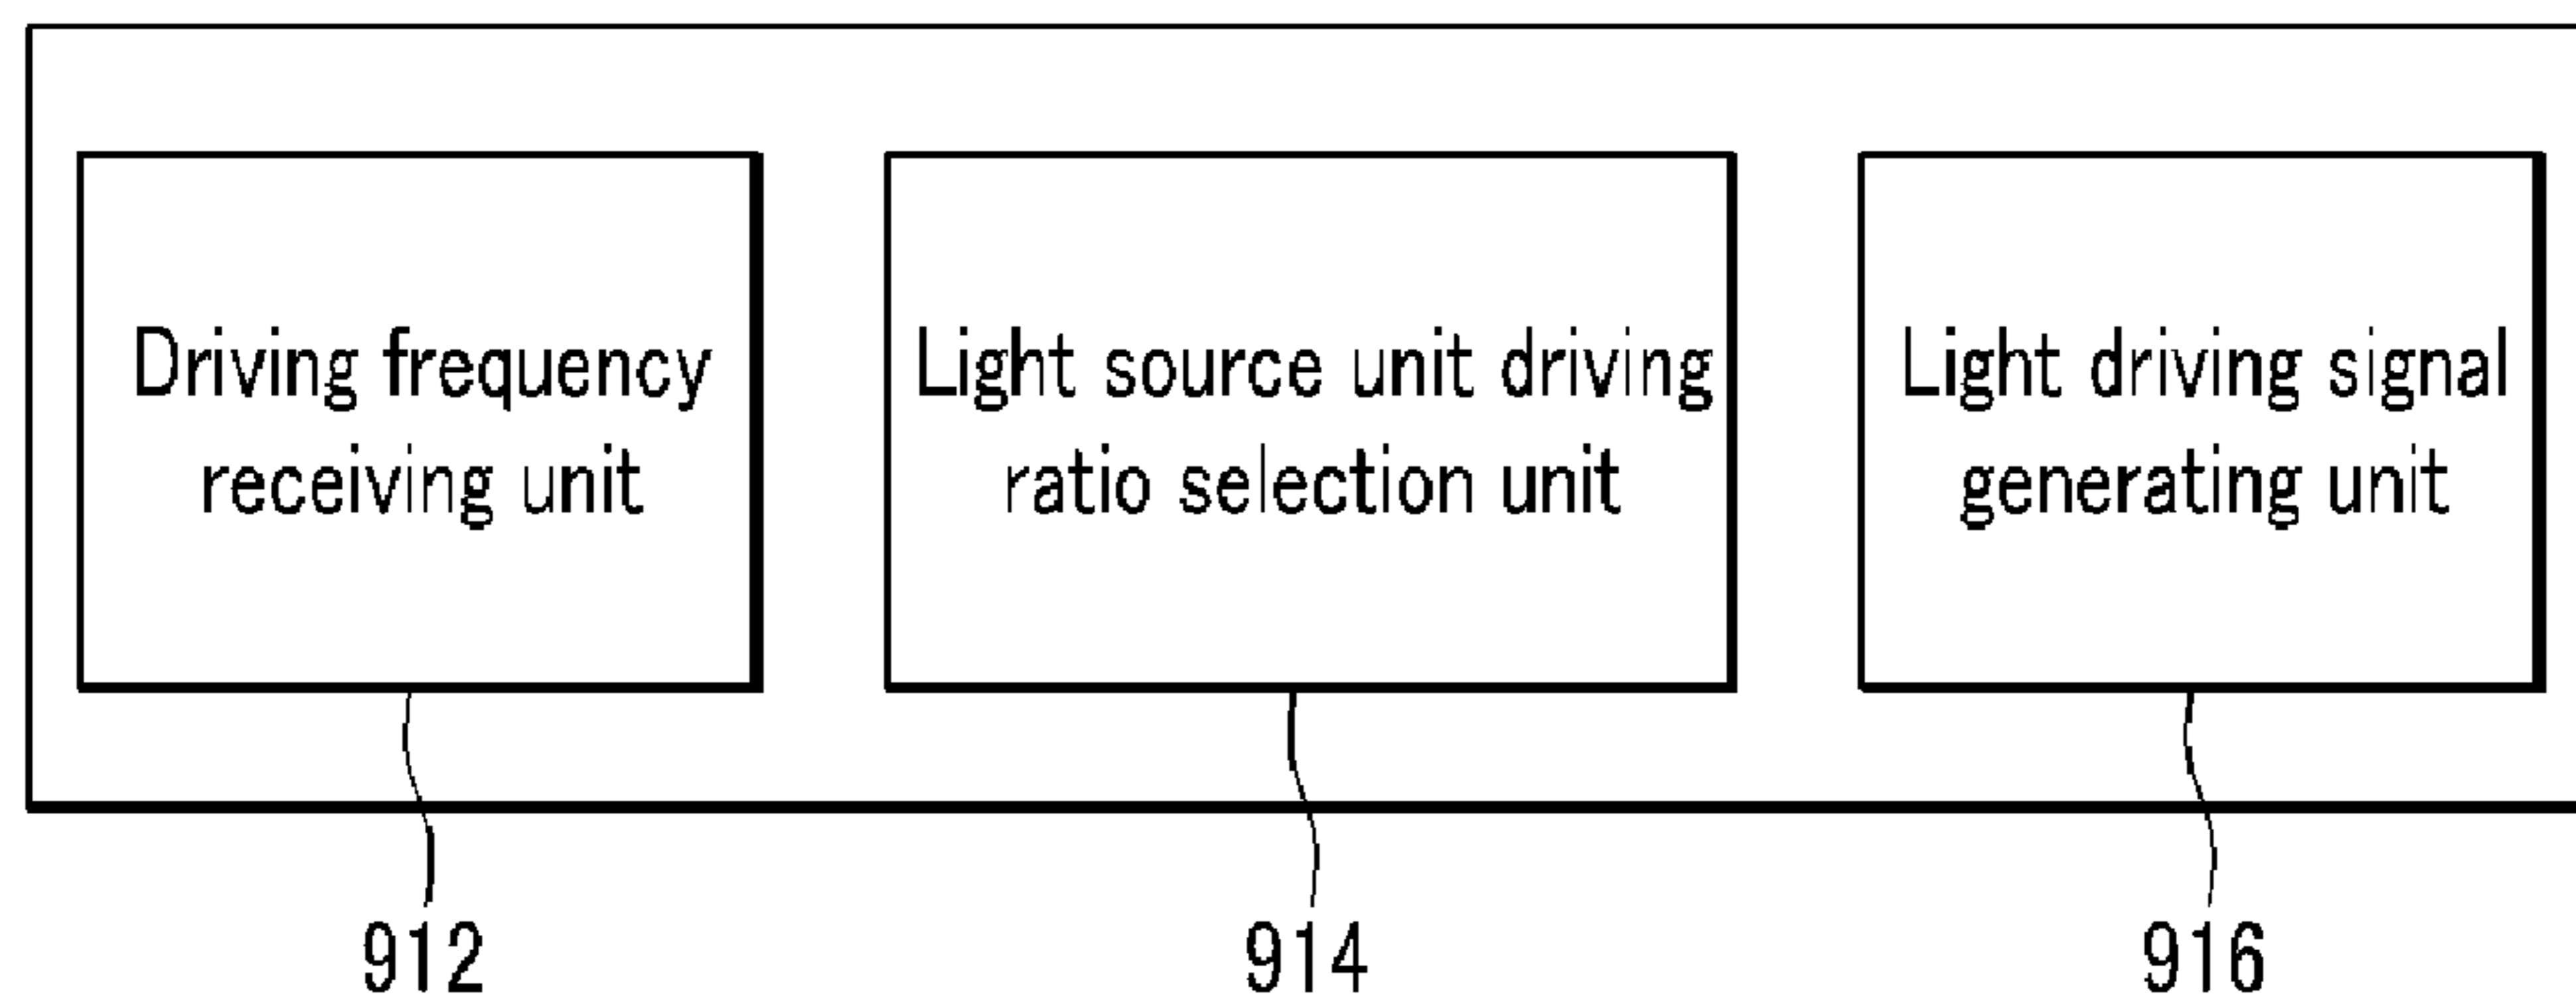 Driving frequency
receiving unit
Light source unit driving
ratio selection unit
Light driving signal
generating unit
912
914
916